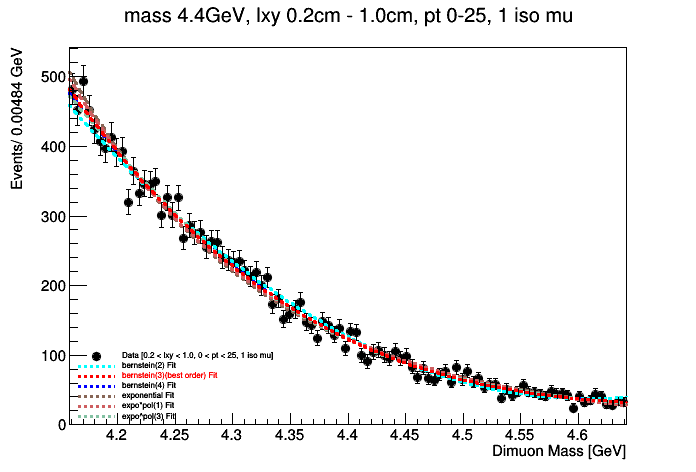 mass 4.4GeV, lxy 0.2cm - 1.0cm, pt 0-25, 1 iso mu
Events/ 0.00484 GeV
500
400
300
200
100
0
Data [0.2 < lxy < 1.0, 0 < pt < 25, 1 iso mu]
bernstein(2) Fit
bernstein(3)(best order) Fit
bernstein(4) Fit
exponential Fit
expo*pol(1) Fit
expo*pol(3) Fit
4.2 4.25 4.3 4.35 4.4 4.45 4.5 4.55 4.6
Dimuon Mass [GeV]